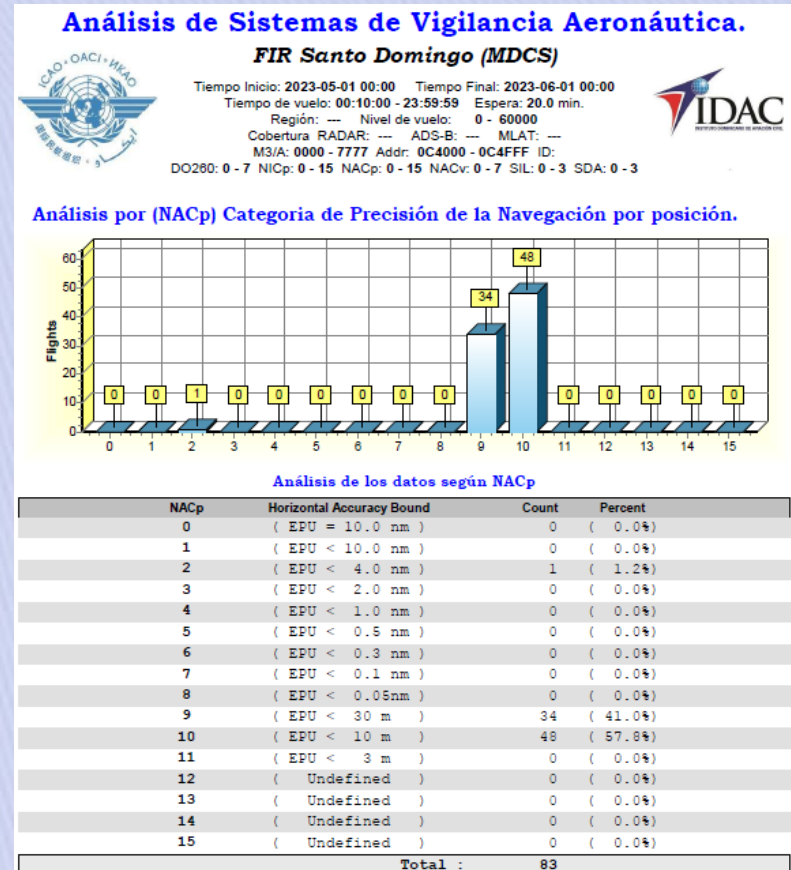 Análisis de Sistemas de Vigilancia Aeronáutica.
FIR Santo Domingo (MDCS)
ICAO · OACI · ИКАО
Tiempo Inicio: 2023-05-01 00:00 Tiempo Final: 2023-06-01 00:00
Tiempo de vuelo: 00:10:00 - 23:59:59 Espera: 20.0 min.
Región: --- Nivel de vuelo: 0 - 60000
Cobertura RADAR: --- ADS-B: --- MLAT: ---
M3/A: 0000 - 7777 Addr: 0C4000 - 0C4FFF ID:
DO260: 0 - 7 NICp: 0 - 15 NACp: 0 - 15 NACv: 0 - 7 SIL: 0 - 3 SDA: 0 - 3
IDAC
INSTITUTO DOMINICANO DE AVIACIÓN CIVIL
Análisis por (NACp) Categoria de Precisión de la Navegación por posición.
Flights
60
50
40
30
20
10
0
0 0 1 0 0 0 0 0 0 34 48 0 0 0 0 0
0 1 2 3 4 5 6 7 8 9 10 11 12 13 14 15
Análisis de los datos según NACp
NACp Horizontal Accuracy Bound Count Percent
0 ( EPU = 10.0 nm ) 0 ( 0.0%)
1 ( EPU < 10.0 nm ) 0 ( 0.0%)
2 ( EPU < 4.0 nm ) 1 ( 1.2%)
3 ( EPU < 2.0 nm ) 0 ( 0.0%)
4 ( EPU < 1.0 nm ) 0 ( 0.0%)
5 ( EPU < 0.5 nm ) 0 ( 0.0%)
6 ( EPU < 0.3 nm ) 0 ( 0.0%)
7 ( EPU < 0.1 nm ) 0 ( 0.0%)
8 ( EPU < 0.05nm ) 0 ( 0.0%)
9 ( EPU < 30 m ) 34 ( 41.0%)
10 ( EPU < 10 m ) 48 ( 57.8%)
11 ( EPU < 3 m ) 0 ( 0.0%)
12 ( Undefined ) 0 ( 0.0%)
13 ( Undefined ) 0 ( 0.0%)
14 ( Undefined ) 0 ( 0.0%)
15 ( Undefined ) 0 ( 0.0%)
Total : 83